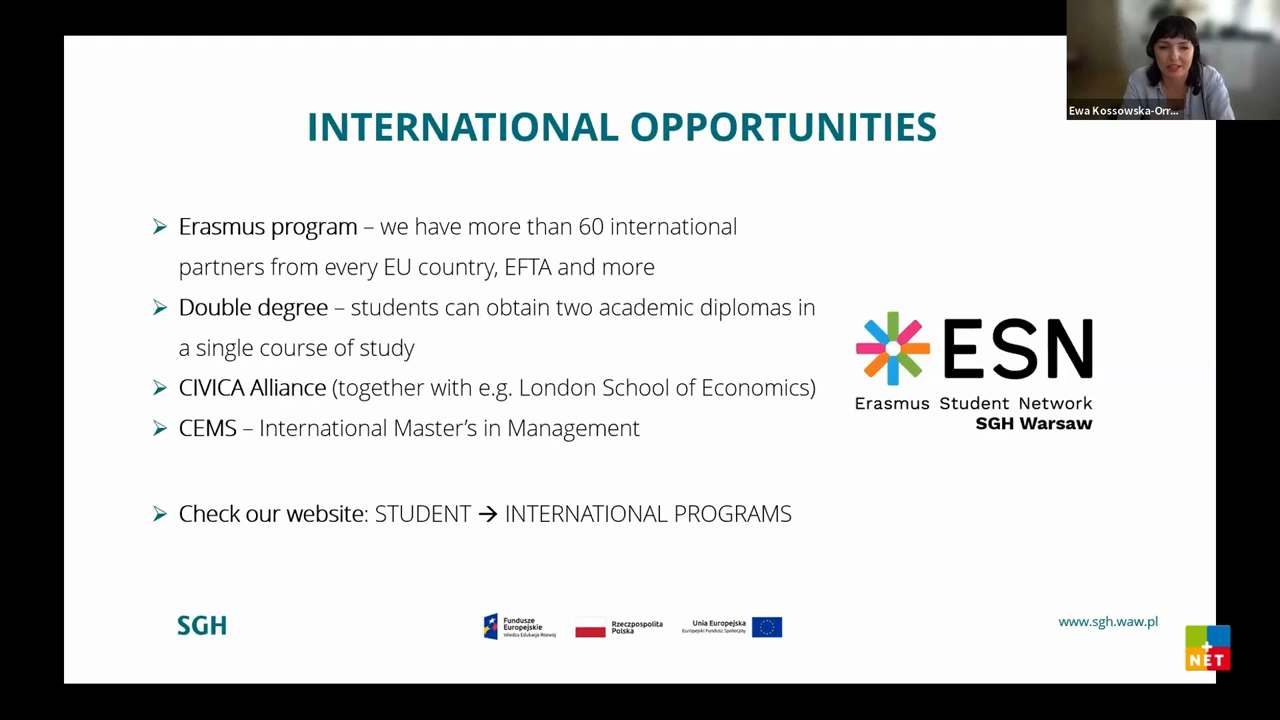 INTERNATIONAL OPPORTUNITIES
Ewa Kossowska-Orr...
➢ Erasmus program – we have more than 60 international
partners from every EU country, EFTA and more
➢ Double degree – students can obtain two academic diplomas in
a single course of study
➢ CIVICA Alliance (together with e.g. London School of Economics)
➢ CEMS – International Master's in Management
➢ Check our website: STUDENT → INTERNATIONAL PROGRAMS
ESN
Erasmus Student Network
SGH Warsaw
SGH
Fundusze
Europejskie
Wiedza Edukacja Rozwój
Rzeczpospolita
Polska
Unia Europejska
Europejski Fundusz Społeczny
www.sgh.waw.pl
+
NET